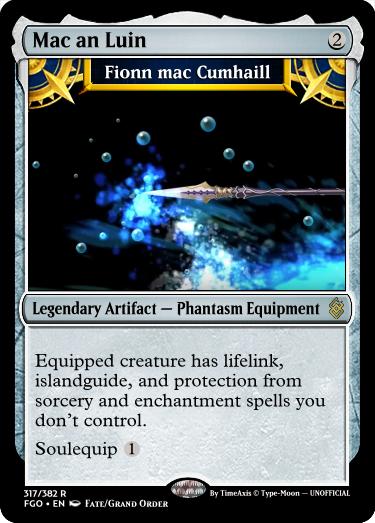 Mac an Luin 2
Fionn mac Cumhaill
Legendary Artifact — Phantasm Equipment
Equipped creature has lifelink,
islandguide, and protection from
sorcery and enchantment spells you
don't control.
Soulequip 1
317/382 R
FGO • EN Fate/Grand Order
By TimeAxis © Type-Moon — UNOFFICIAL